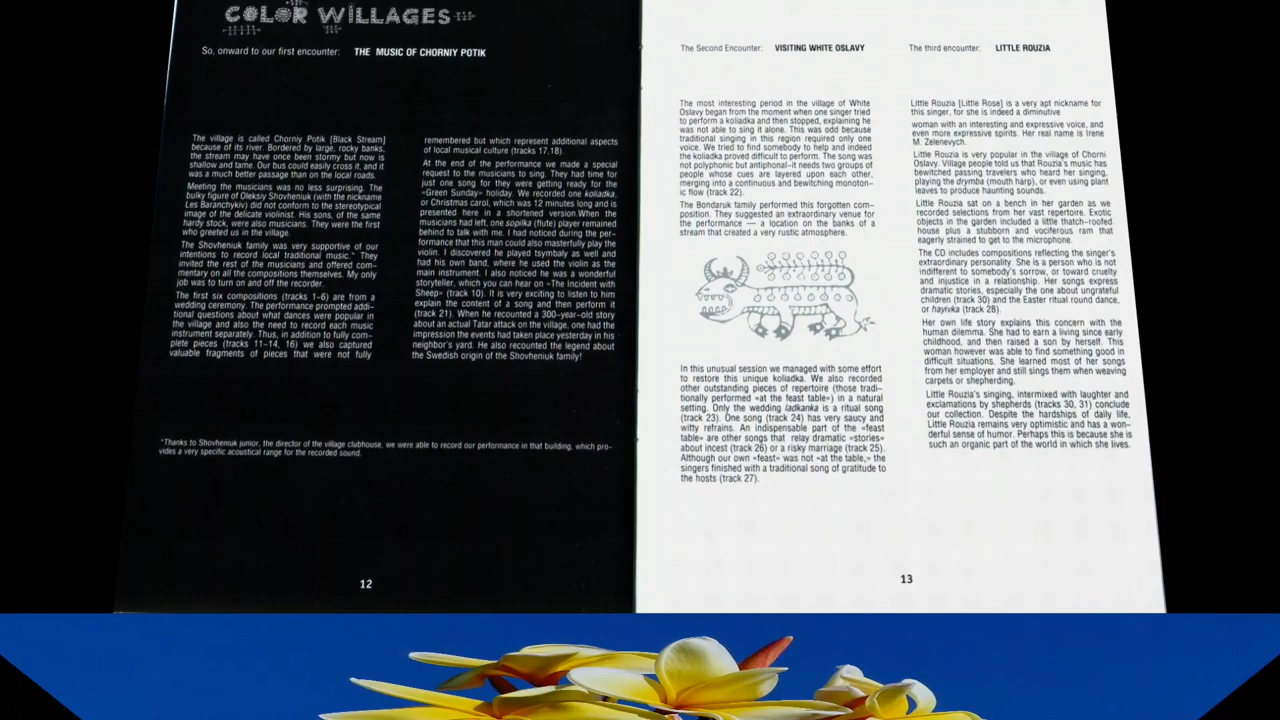 COLOR WILLAGES
So, onward to our first encounter: THE MUSIC OF CHORNIY POTIK
The village is called Chorniy Potik [Black Stream]
because of its river. Bordered by large, rocky banks,
the stream may have once been stormy but now is
shallow and tame. Our bus could easily cross it, and it
was a much better passage than on the local roads.
Meeting the musicians was no less surprising. The
bulky figure of Oleksiy Shovheniuk (with the nickname
Les Baranchykiv) did not conform to the stereotypical
image of the delicate violinist. His sons, of the same
hardy stock, were also musicians. They were the first
who greeted us in the village.
The Shovheniuk family was very supportive of our
intentions to record local traditional music.* They
invited the rest of the musicians and offered com-
mentary on all the compositions themselves. My only
job was to turn on and off the recorder.
The first six compositions (tracks 1–6) are from a
wedding ceremony. The performance prompted addi-
tional questions about what dances were popular in
the village and also the need to record each music
instrument separately. Thus, in addition to fully com-
plete pieces (tracks 11–14, 16) we also captured
valuable fragments of pieces that were not fully
remembered but which represent additional aspects
of local musical culture (tracks 17,18).
At the end of the performance we made a special
request to the musicians to sing. They had time for
just one song for they were getting ready for the
«Green Sunday» holiday. We recorded one koliadka,
or Christmas carol, which was 12 minutes long and is
presented here in a shortened version.When the
musicians had left, one sopilka (flute) player remained
behind to talk with me. I had noticed during the per-
formance that this man could also masterfully play the
violin. I discovered he played tsymbaly as well and
had his own band, where he used the violin as the
main instrument. I also noticed he was a wonderful
storyteller, which you can hear on «The Incident with
Sheep» (track 10). It is very exciting to listen to him
explain the content of a song and then perform it
(track 21). When he recounted a 300-year-old story
about an actual Tatar attack on the village, one had the
impression the events had taken place yesterday in his
neighbor's yard. He also recounted the legend about
the Swedish origin of the Shovheniuk family!
*Thanks to Shovheniuk junior, the director of the village clubhouse, we were able to record our performance in that building, which pro-
vides a very specific acoustical range for the recorded sound.
12
The Second Encounter: VISITING WHITE OSLAVY
The most interesting period in the village of White
Oslavy began from the moment when one singer tried
to perform a koliadka and then stopped, explaining he
was not able to sing it alone. This was odd because
traditional singing in this region required only one
voice. We tried to find somebody to help and indeed
the koliadka proved difficult to perform. The song was
not polyphonic but antiphonal–it needs two groups of
people whose cues are layered upon each other,
merging into a continuous and bewitching monoton-
ic flow (track 22).
The Bondaruk family performed this forgotten com-
position. They suggested an extraordinary venue for
the performance — a location on the banks of a
stream that created a very rustic atmosphere.
In this unusual session we managed with some effort
to restore this unique koliadka. We also recorded
other outstanding pieces of repertoire (those tradi-
tionally performed «at the feast table») in a natural
setting. Only the wedding ladkanka is a ritual song
(track 23). One song (track 24) has very saucy and
witty refrains. An indispensable part of the «feast
table» are other songs that relay dramatic «stories»
about incest (track 26) or a risky marriage (track 25).
Although our own «feast» was not «at the table,» the
singers finished with a traditional song of gratitude to
the hosts (track 27).
The third encounter: LITTLE ROUZIA
Little Rouzia [Little Rose] is a very apt nickname for
this singer, for she is indeed a diminutive
woman with an interesting and expressive voice, and
even more expressive spirits. Her real name is Irene
M. Zelenevych.
Little Rouzia is very popular in the village of Chorni
Oslavy. Village people told us that Rouzia's music has
bewitched passing travelers who heard her singing,
playing the drymba (mouth harp), or even using plant
leaves to produce haunting sounds.
Little Rouzia sat on a bench in her garden as we
recorded selections from her vast repertoire. Exotic
objects in the garden included a little thatch–roofed
house plus a stubborn and vociferous ram that
eagerly strained to get to the microphone.
The CD includes compositions reflecting the singer's
extraordinary personality. She is a person who is not
indifferent to somebody's sorrow, or toward cruelty
and injustice in a relationship. Her songs express
dramatic stories, especially the one about ungrateful
children (track 30) and the Easter ritual round dance,
or hayivka (track 28).
Her own life story explains this concern with the
human dilemma. She had to earn a living since early
childhood, and then raised a son by herself. This
woman however was able to find something good in
difficult situations. She learned most of her songs
from her employer and still sings them when weaving
carpets or shepherding.
Little Rouzia's singing, intermixed with laughter and
exclamations by shepherds (tracks 30, 31) conclude
our collection. Despite the hardships of daily life,
Little Rouzia remains very optimistic and has a won-
derful sense of humor. Perhaps this is because she is
such an organic part of the world in which she lives.
13